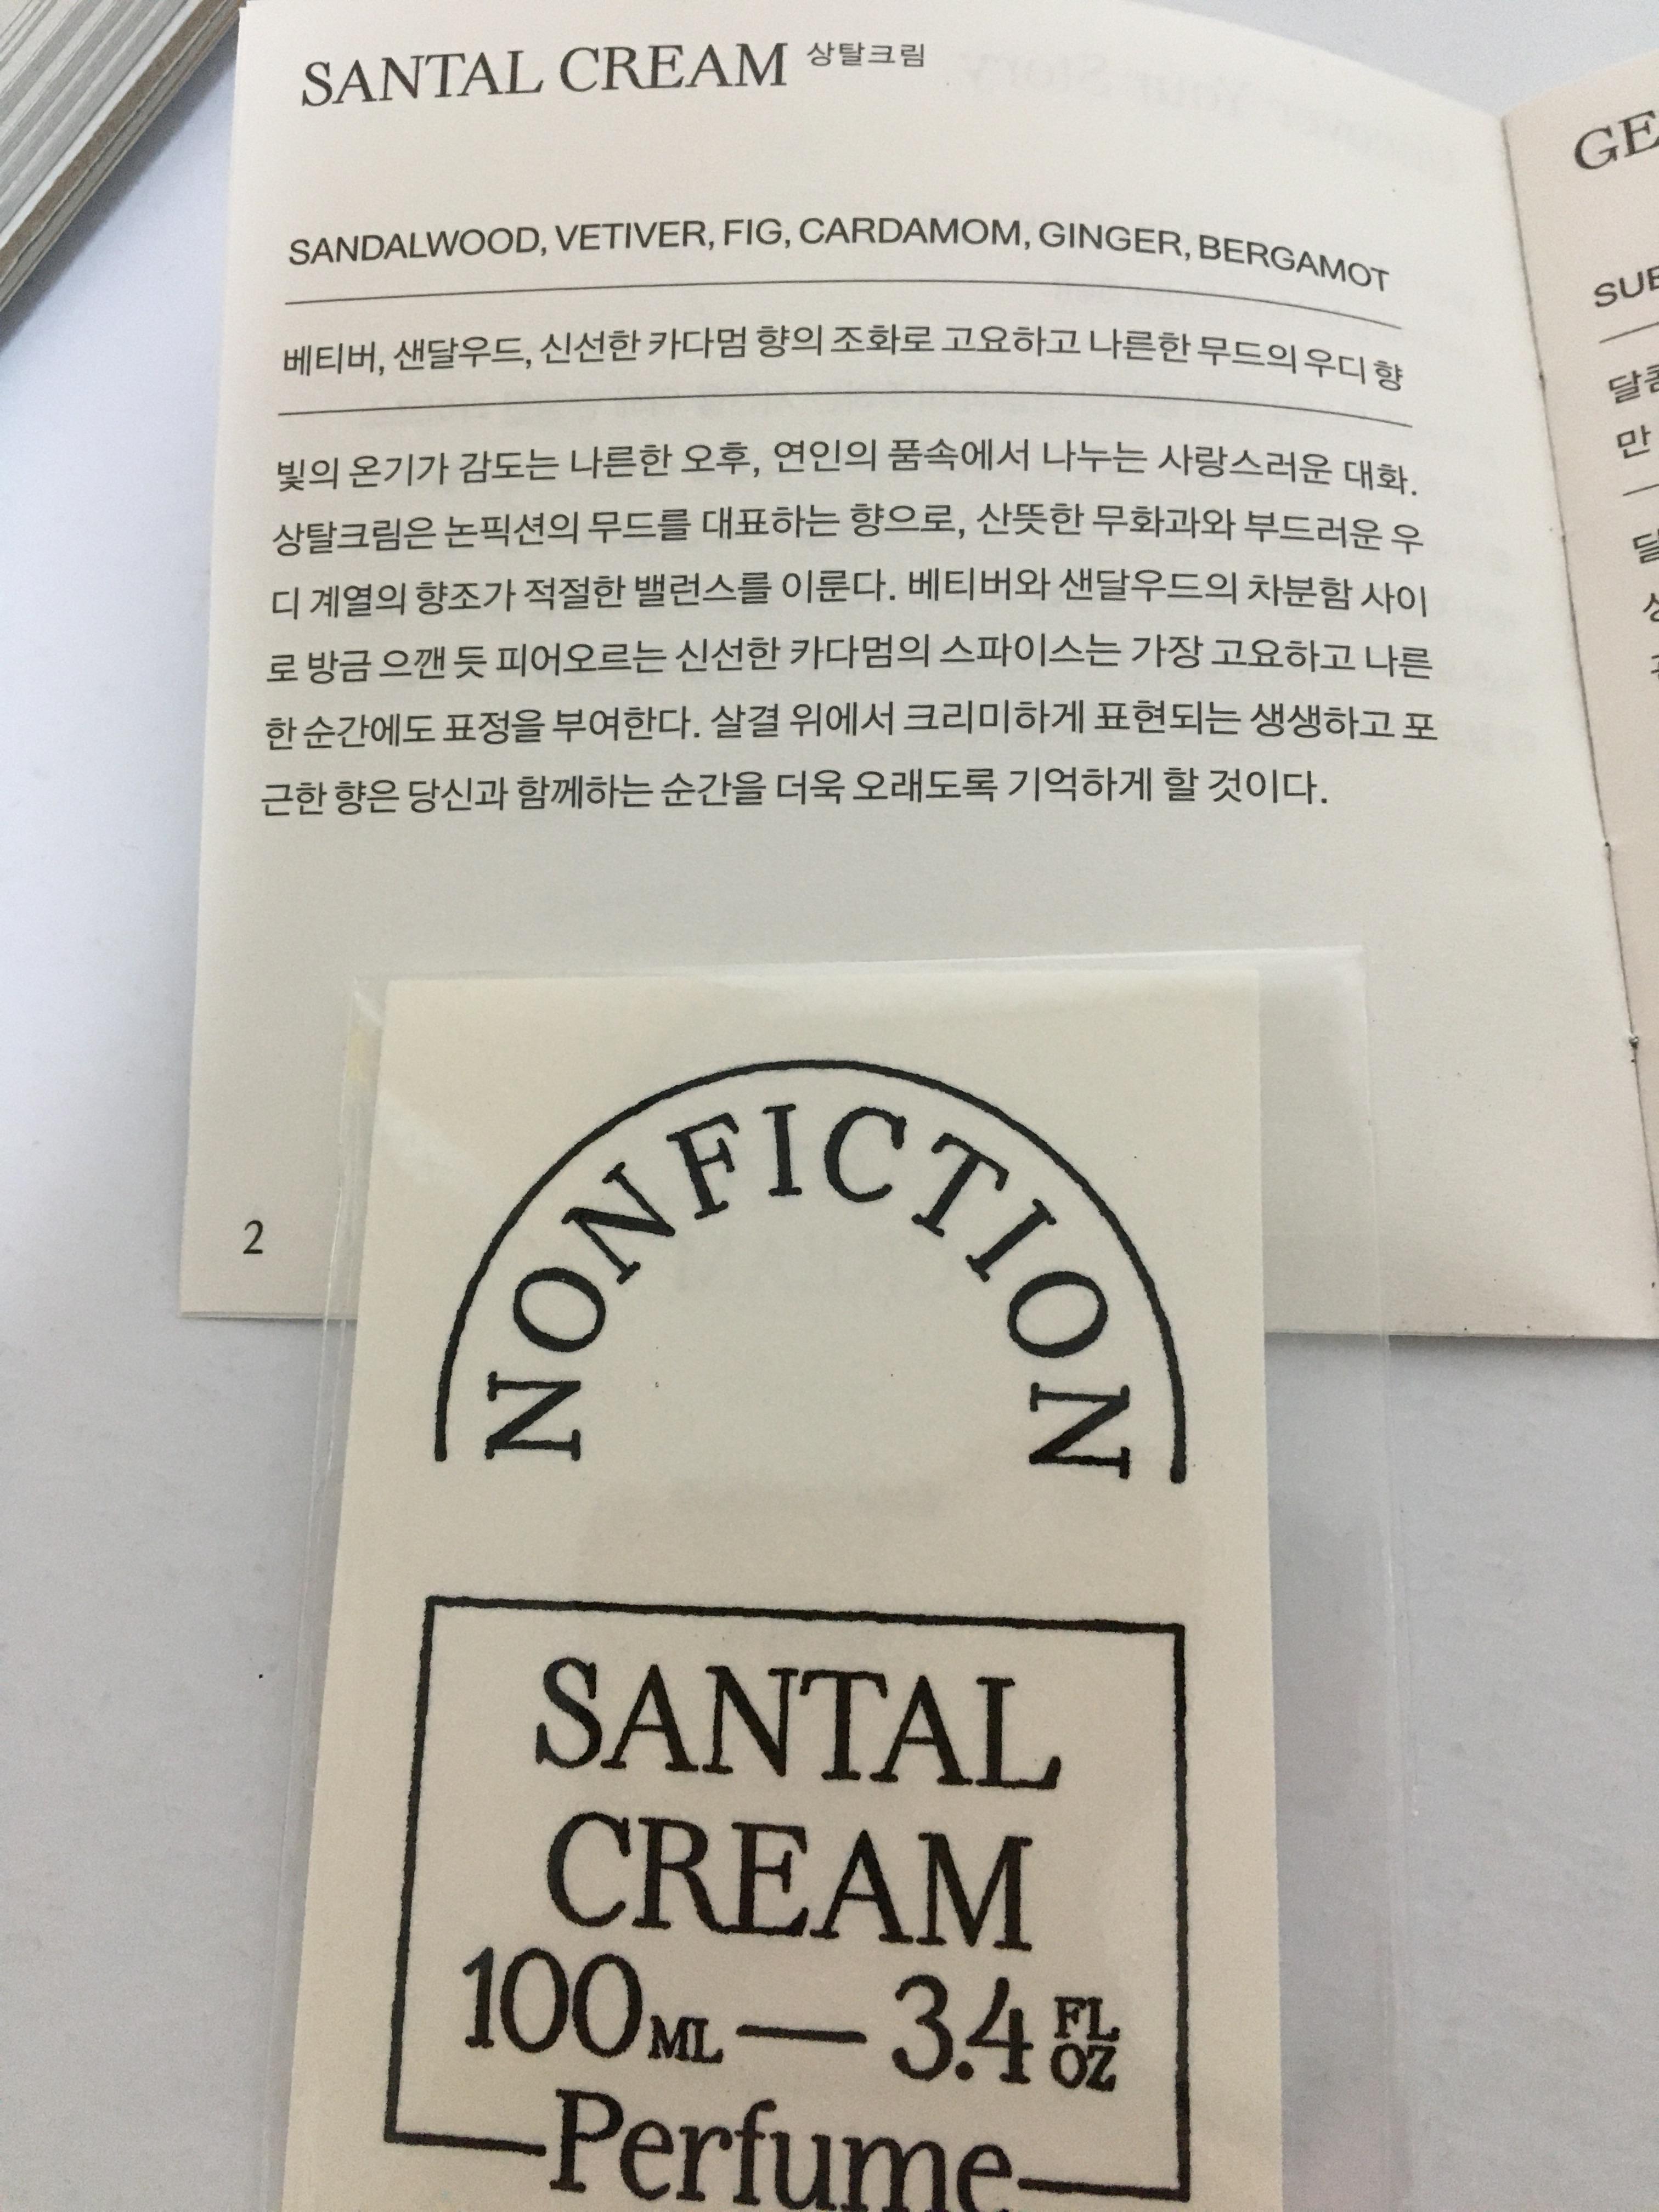 SANTAL CREAM 상탈크림
SANDALWOOD, VETIVER, FIG, CARDAMOM, GINGER, BERGAMOT
베티버, 샌달우드, 신선한 카다멈 향의 조화로 고요하고 나른한 무드의 우디 향
빛의 온기가 감도는 나른한 오후, 연인의 품속에서 나누는 사랑스러운 대화.
상탈크림은 논픽션의 무드를 대표하는 향으로, 산뜻한 무화과와 부드러운 우
디 계열의 향조가 적절한 밸런스를 이룬다. 베티버와 샌달우드의 차분함 사이
로 방금 으깬 듯 피어오르는 신선한 카다멈의 스파이스는 가장 고요하고 나른
한 순간에도 표정을 부여한다. 살결 위에서 크리미하게 표현되는 생생하고 포
근한 향은 당신과 함께하는 순간을 더욱 오래도록 기억하게 할 것이다.
2
GE
SUB
달콤
만
달
NONFICTION
SANTAL
CREAM
100 ML — 3.4 FL OZ
Perfume